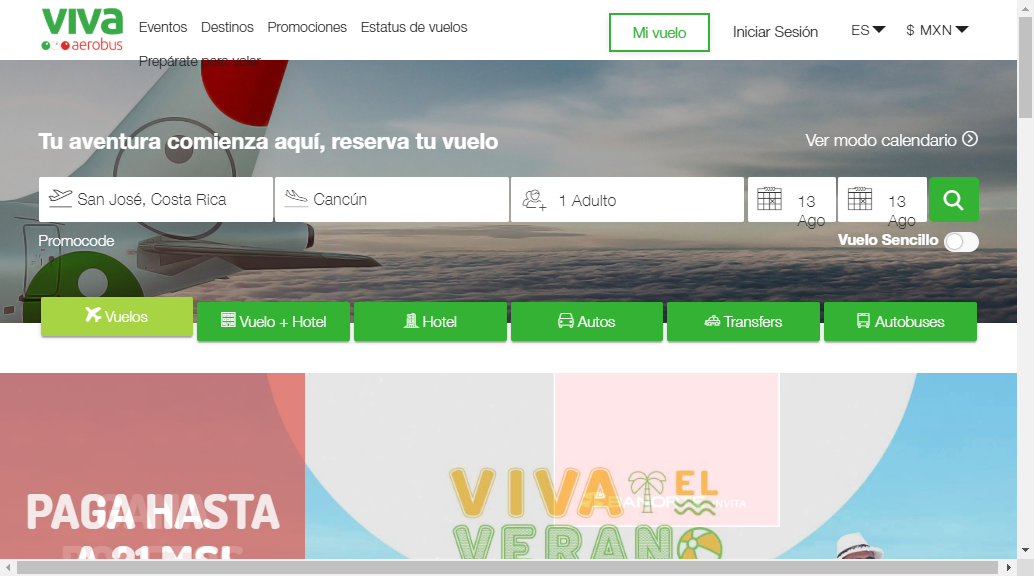 viva
aerobus
Eventos Destinos Promociones Estatus de vuelos
Prepárate para volar
Mi vuelo
Iniciar Sesión
ES
$ MXN
Tu aventura comienza aquí, reserva tu vuelo
Ver modo calendario
San José, Costa Rica
Cancún
1 Adulto
13
Ago
13
Ago
Promocode
Vuelo Sencillo
Vuelos
Vuelo + Hotel
Hotel
Autos
Transfers
Autobuses
PAGA HASTA
A 21 MSI
VIVA EL
VERANO